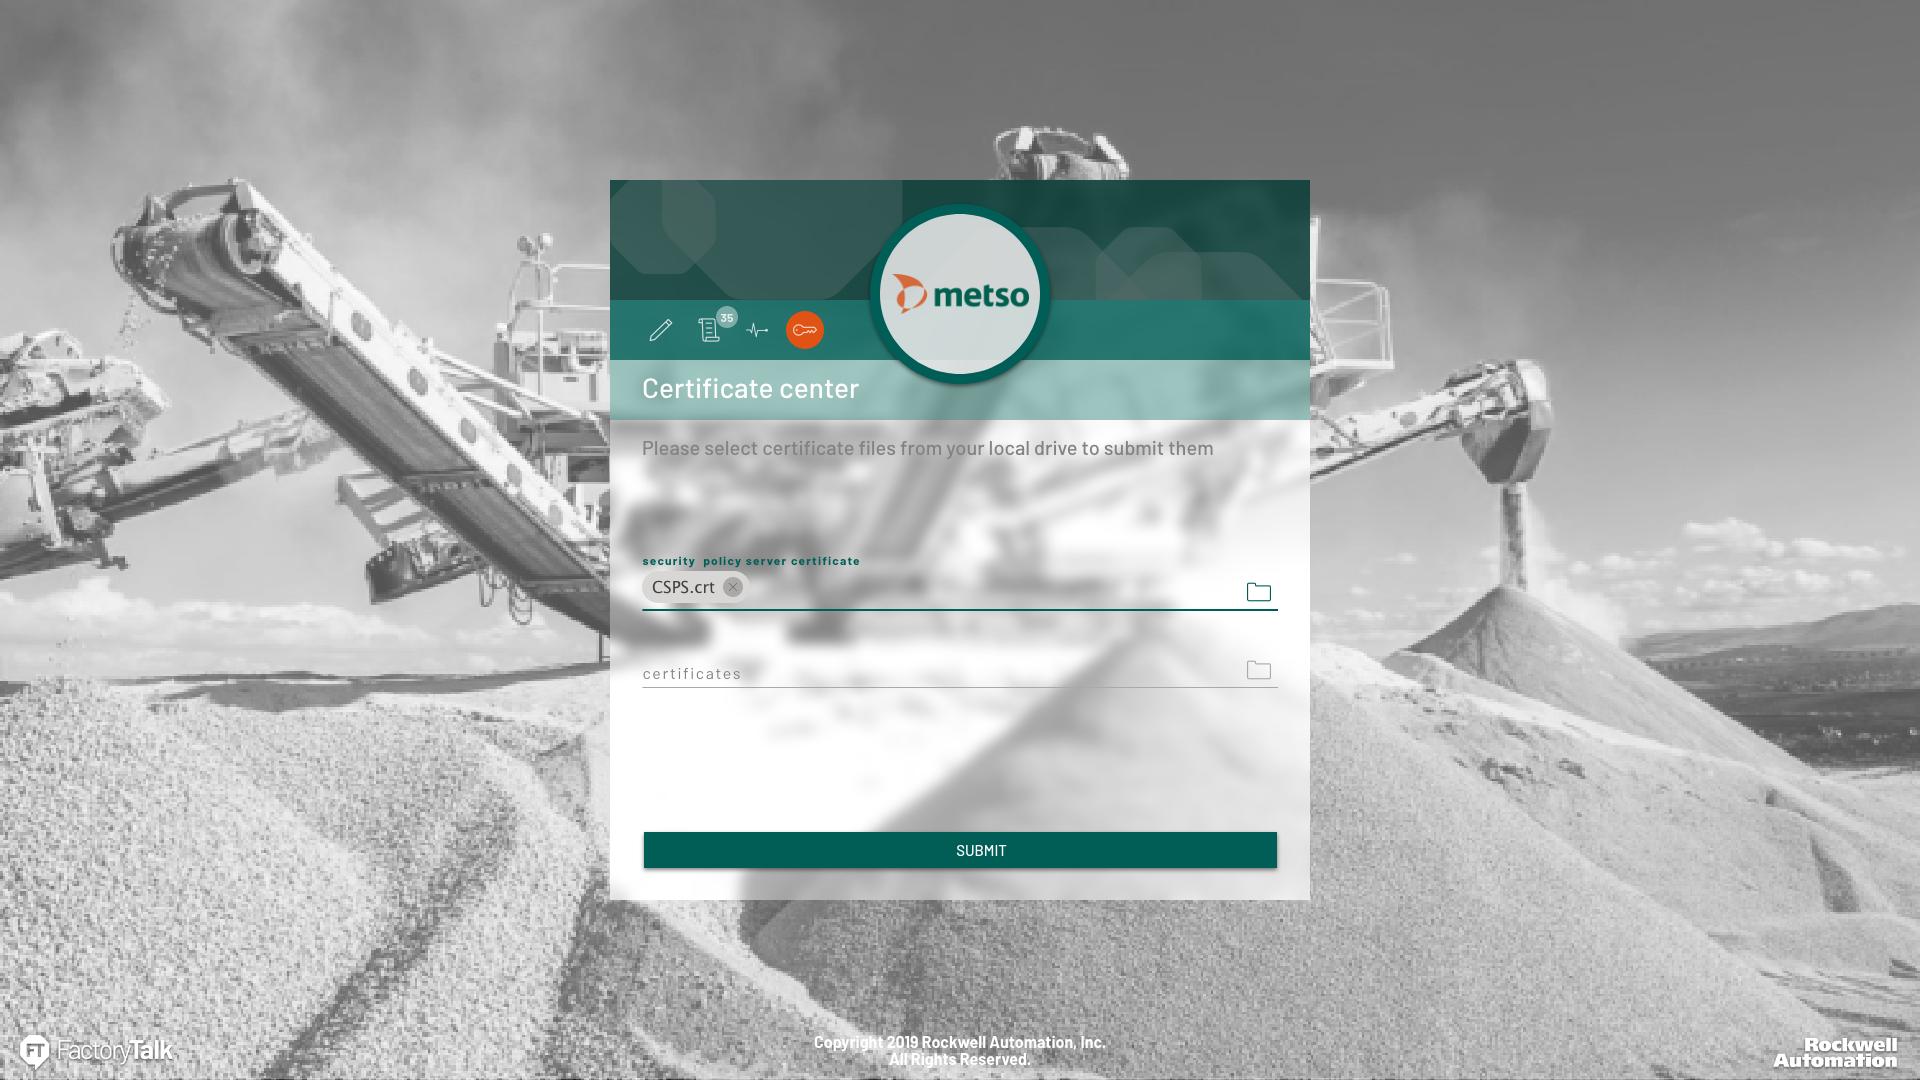 metso
35
Certificate center
Please select certificate files from your local drive to submit them
security policy server certificate
CSPS.crt
certificates
SUBMIT
FT FactoryTalk
Copyright 2019 Rockwell Automation, Inc.
All Rights Reserved.
Rockwell
Automation